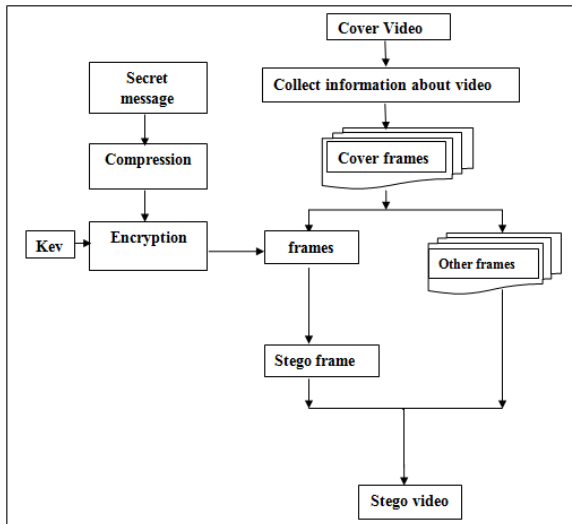 Cover Video
Secret
message
Collect information about video
Compression
Cover frames
Kev
Encryption
frames
Other frames
Stego frame
Stego video